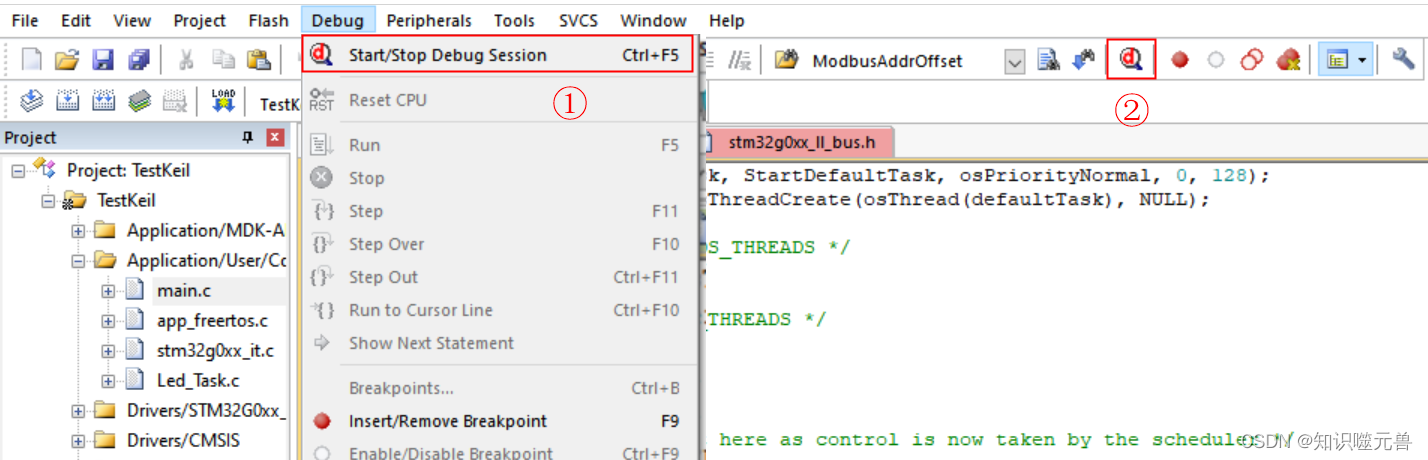 File Edit View Project Flash Debug Peripherals Tools SVCS Window Help
Start/Stop Debug Session Ctrl+F5
ModbusAddrOffset
②
LOAD
TestK
RST Reset CPU
①
Project
Run F5
Stop
Step F11
Step Over F10
Step Out Ctrl+F11
Run to Cursor Line Ctrl+F10
Show Next Statement
Breakpoints... Ctrl+B
Insert/Remove Breakpoint F9
Enable/Disable Breakpoint Ctrl+F9
Project: TestKeil
TestKeil
Application/MDK-A
Application/User/Co
main.c
app_freertos.c
stm32g0xx_it.c
Led_Task.c
Drivers/STM32G0xx_
Drivers/CMSIS
stm32g0xx_ll_bus.h
k, StartDefaultTask, osPriorityNormal, 0, 128);
ThreadCreate(osThread(defaultTask), NULL);
S_THREADS */
THREADS */
here as control is now taken by the scheduler */
CSDN @知识噬元兽